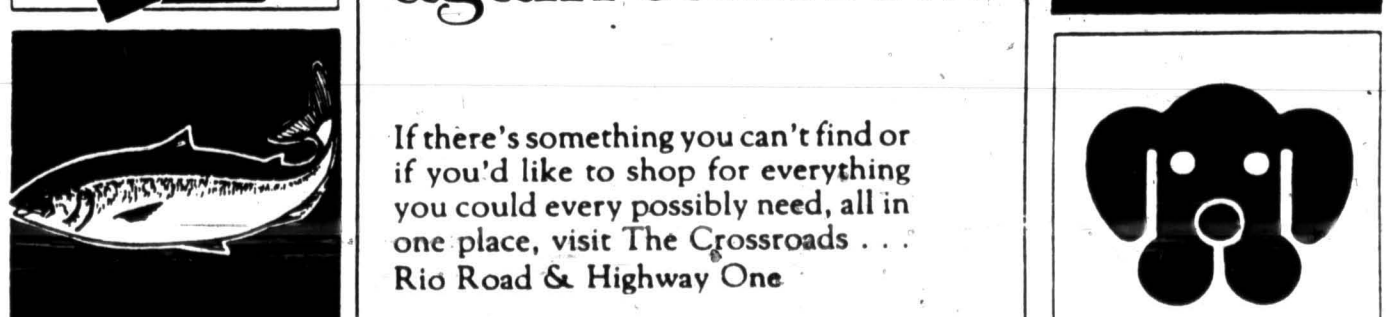 If there's something you can't find or
if you'd like to shop for everything
you could every possibly need, all in
one place, visit The Crossroads . . .
Rio Road & Highway One